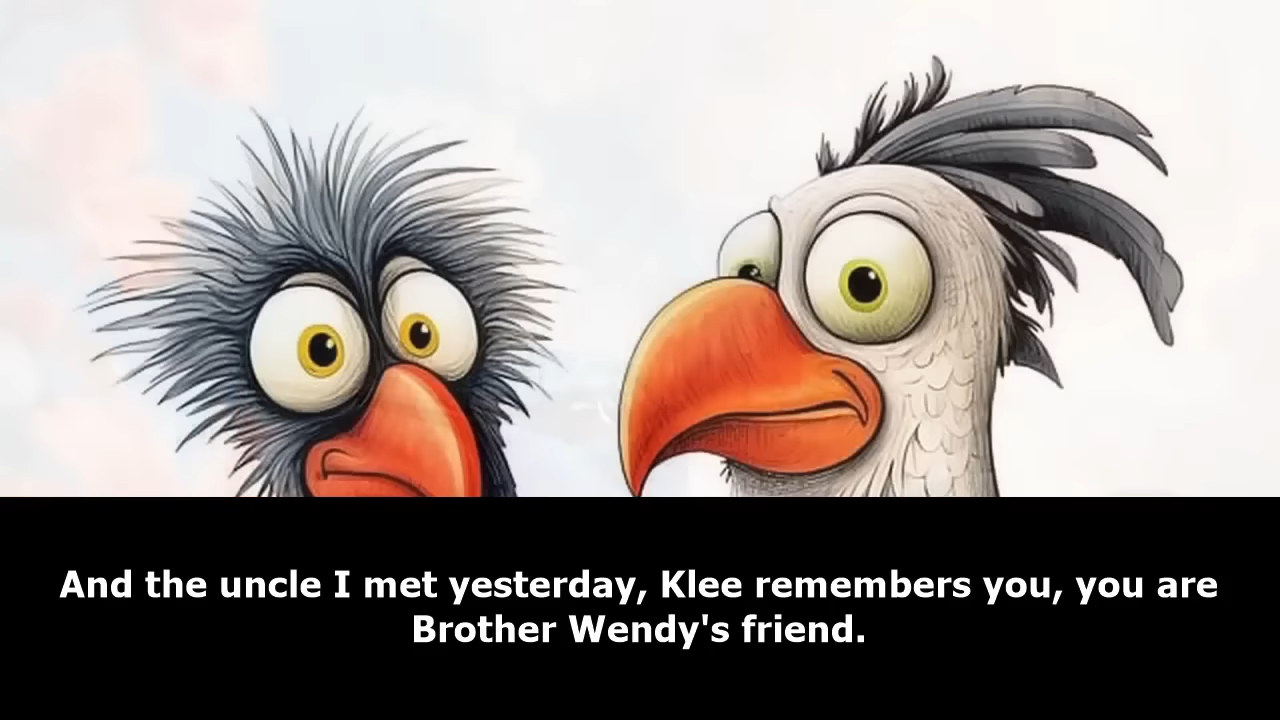 And the uncle I met yesterday, Klee remembers you, you are
Brother Wendy's friend.